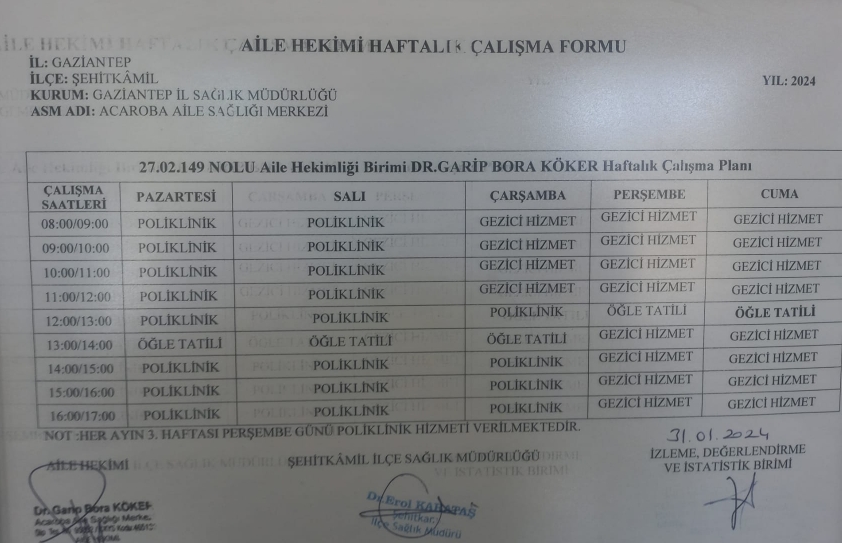 AİLE HEKİMİ HAFTALIK ÇALIŞMA FORMU
İL: GAZİANTEP
İLÇE: ŞEHİTKÂMİL
YIL: 2024
KURUM: GAZİANTEP İL SAĞLIK MÜDÜRLÜĞÜ
ASM ADI: ACAROBA AİLE SAĞLIĞI MERKEZİ
27.02.149 NOLU Aile Hekimliği Birimi DR.GARİP BORA KÖKER Haftalık Çalışma Planı
ÇALIŞMA SAATLERİ PAZARTESİ SALI ÇARŞAMBA PERŞEMBE CUMA
08:00/09:00 POLİKLİNİK POLİKLİNİK GEZİCİ HİZMET GEZİCİ HİZMET GEZİCİ HİZMET
09:00/10:00 POLİKLİNİK POLİKLİNİK GEZİCİ HİZMET GEZİCİ HİZMET GEZİCİ HİZMET
10:00/11:00 POLİKLİNİK POLİKLİNİK GEZİCİ HİZMET GEZİCİ HİZMET GEZİCİ HİZMET
11:00/12:00 POLİKLİNİK POLİKLİNİK GEZİCİ HİZMET GEZİCİ HİZMET GEZİCİ HİZMET
12:00/13:00 POLİKLİNİK POLİKLİNİK POLİKLİNİK ÖĞLE TATİLİ ÖĞLE TATİLİ
13:00/14:00 ÖĞLE TATİLİ ÖĞLE TATİLİ ÖĞLE TATİLİ GEZİCİ HİZMET GEZİCİ HİZMET
14:00/15:00 POLİKLİNİK POLİKLİNİK POLİKLİNİK GEZİCİ HİZMET GEZİCİ HİZMET
15:00/16:00 POLİKLİNİK POLİKLİNİK POLİKLİNİK GEZİCİ HİZMET GEZİCİ HİZMET
16:00/17:00 POLİKLİNİK POLİKLİNİK POLİKLİNİK GEZİCİ HİZMET GEZİCİ HİZMET
NOT :HER AYIN 3. HAFTASI PERŞEMBE GÜNÜ POLİKLİNİK HİZMETİ VERİLMEKTEDİR.
31.01.2024
AİLE HEKİMİ
ŞEHİTKÂMİL İLÇE SAĞLIK MÜDÜRLÜĞÜ
İZLEME, DEĞERLENDİRME
VE İSTATİSTİK BİRİMİ
Dr.Garip Bora KÖKER
Acaroba Aile Sağlığı Merkezi
Dr.Erol KARAPAŞ
Şehitkamil
İlçe Sağlık Müdürü